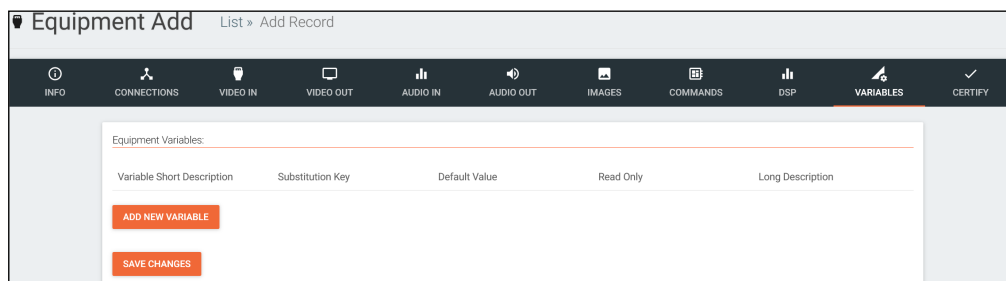 Equipment Add List » Add Record
INFO CONNECTIONS VIDEO IN VIDEO OUT AUDIO IN AUDIO OUT IMAGES COMMANDS DSP VARIABLES CERTIFY
Equipment Variables:
Variable Short Description Substitution Key Default Value Read Only Long Description
ADD NEW VARIABLE
SAVE CHANGES